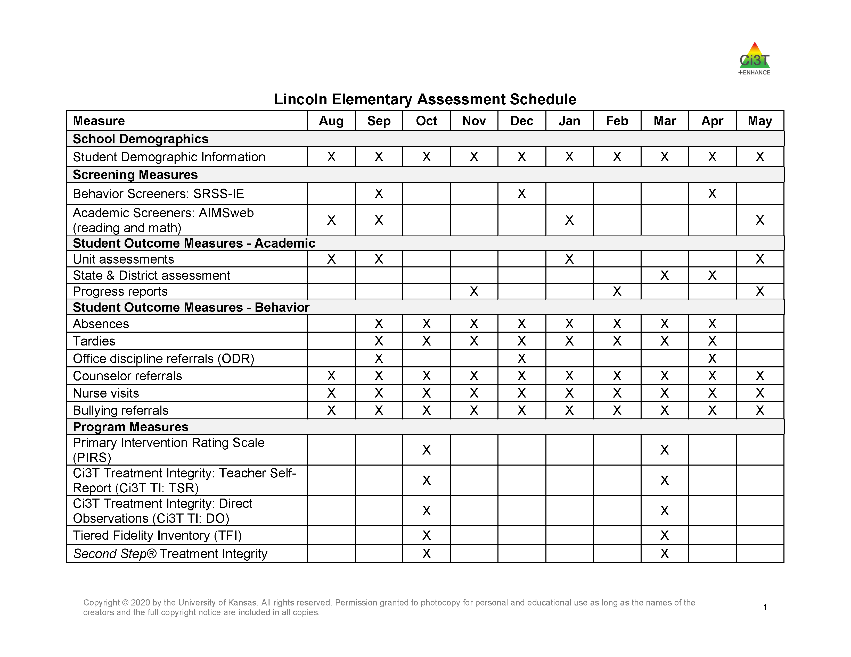 Ci3T
+ENHANCE
Lincoln Elementary Assessment Schedule
Measure Aug Sep Oct Nov Dec Jan Feb Mar Apr May
School Demographics
Student Demographic Information X X X X X X X X X X
Screening Measures
Behavior Screeners: SRSS-IE X X X
Academic Screeners: AIMSweb
(reading and math) X X X X
Student Outcome Measures - Academic
Unit assessments X X X X
State & District assessment X X
Progress reports X X X
Student Outcome Measures - Behavior
Absences X X X X X X X X
Tardies X X X X X X X X
Office discipline referrals (ODR) X X X
Counselor referrals X X X X X X X X X X
Nurse visits X X X X X X X X X X
Bullying referrals X X X X X X X X X X
Program Measures
Primary Intervention Rating Scale
(PIRS) X X
Ci3T Treatment Integrity: Teacher Self-
Report (Ci3T TI: TSR) X X
Ci3T Treatment Integrity: Direct
Observations (Ci3T TI: DO) X X
Tiered Fidelity Inventory (TFI) X X
Second Step® Treatment Integrity X X
Copyright © 2020 by the University of Kansas. All rights reserved. Permission granted to photocopy for personal and educational use as long as the names of the
creators and the full copyright notice are included in all copies.
1